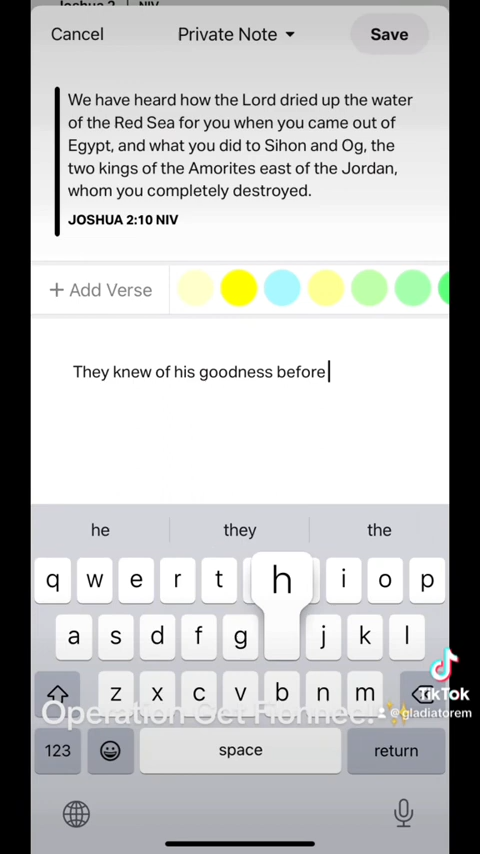 Cancel
Private Note
Save
We have heard how the Lord dried up the water
of the Red Sea for you when you came out of
Egypt, and what you did to Sihon and Og, the
two kings of the Amorites east of the Jordan,
whom you completely destroyed.
JOSHUA 2:10 NIV
+ Add Verse
They knew of his goodness before
he they the
q w e r t h i o p
a s d f g j k l
z x c v b n m
Operation Get
TikTok
@gladiatorem
123 space return